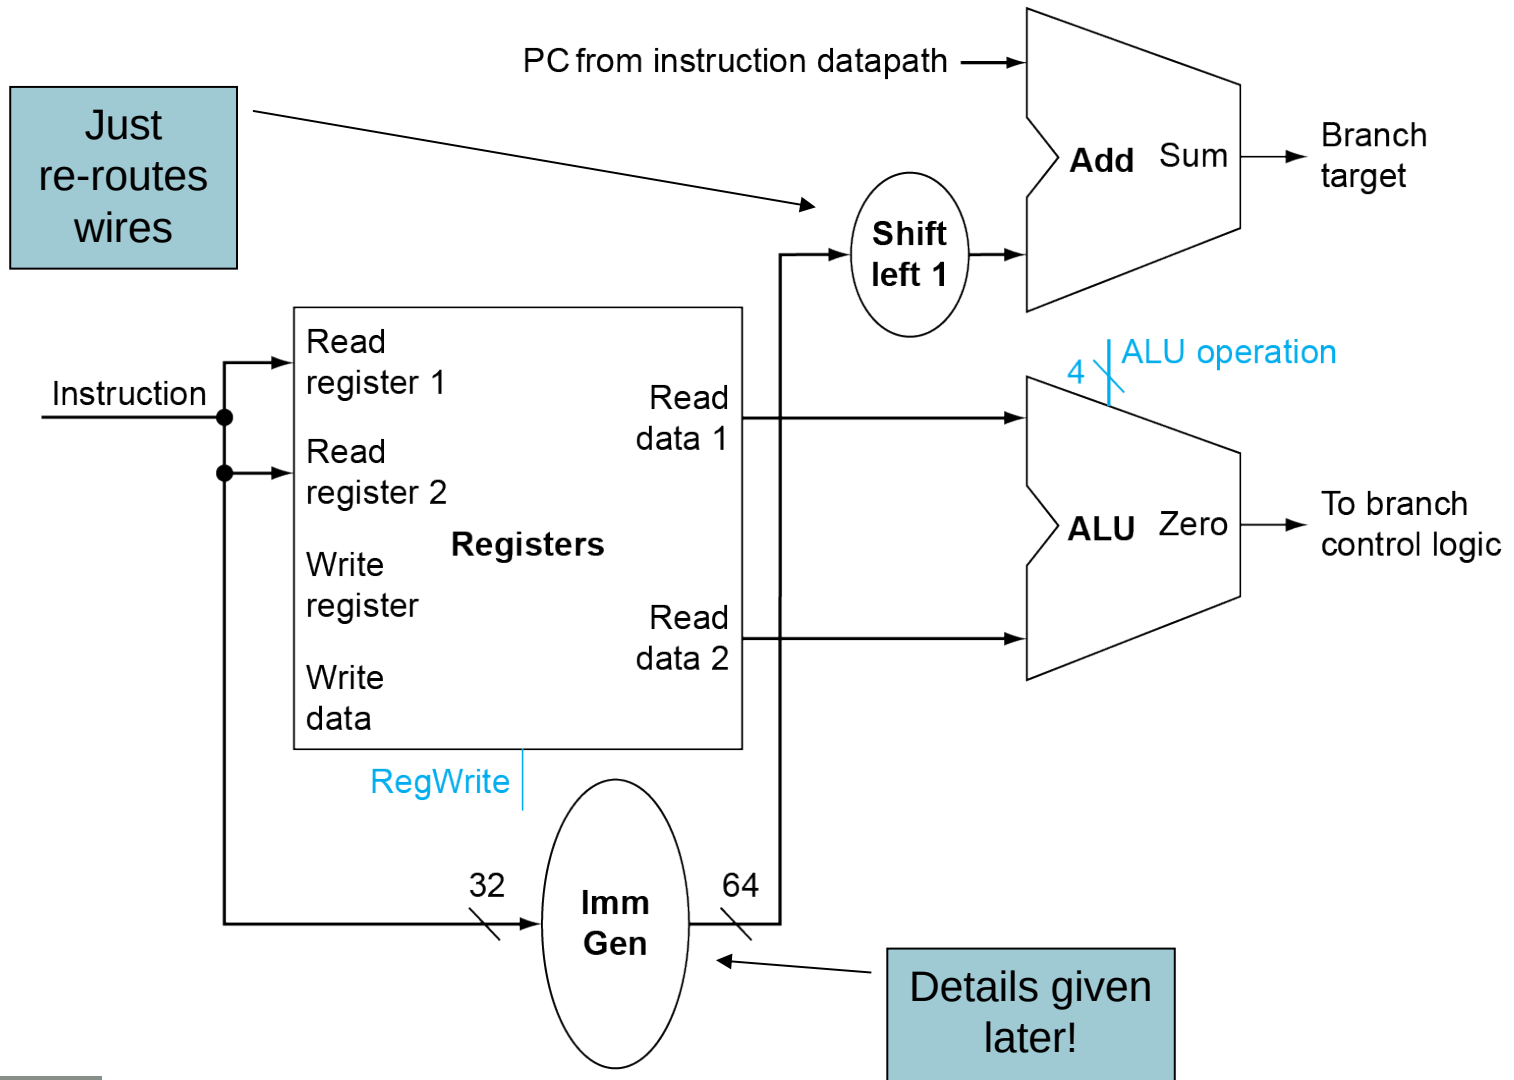 PC from instruction datapath
Just
re-routes
wires
Add
Sum
Branch
target
Shift
left 1
ALU operation
4
Instruction
Read
register 1
Read
data 1
Read
register 2
Registers
Write
register
Read
data 2
Write
data
RegWrite
ALU
Zero
To branch
control logic
32
Imm
Gen
64
Details given
later!